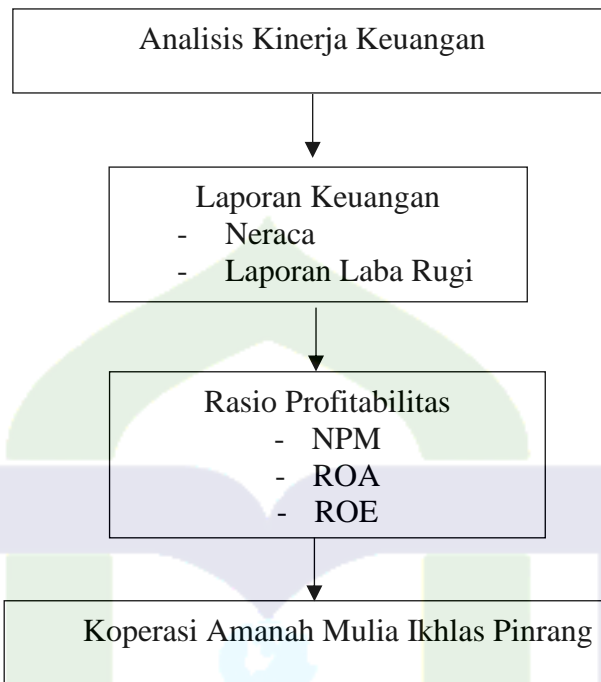 Analisis Kinerja Keuangan
Laporan Keuangan
- Neraca
- Laporan Laba Rugi
Rasio Profitabilitas
- NPM
- ROA
- ROE
Koperasi Amanah Mulia Ikhlas Pinrang